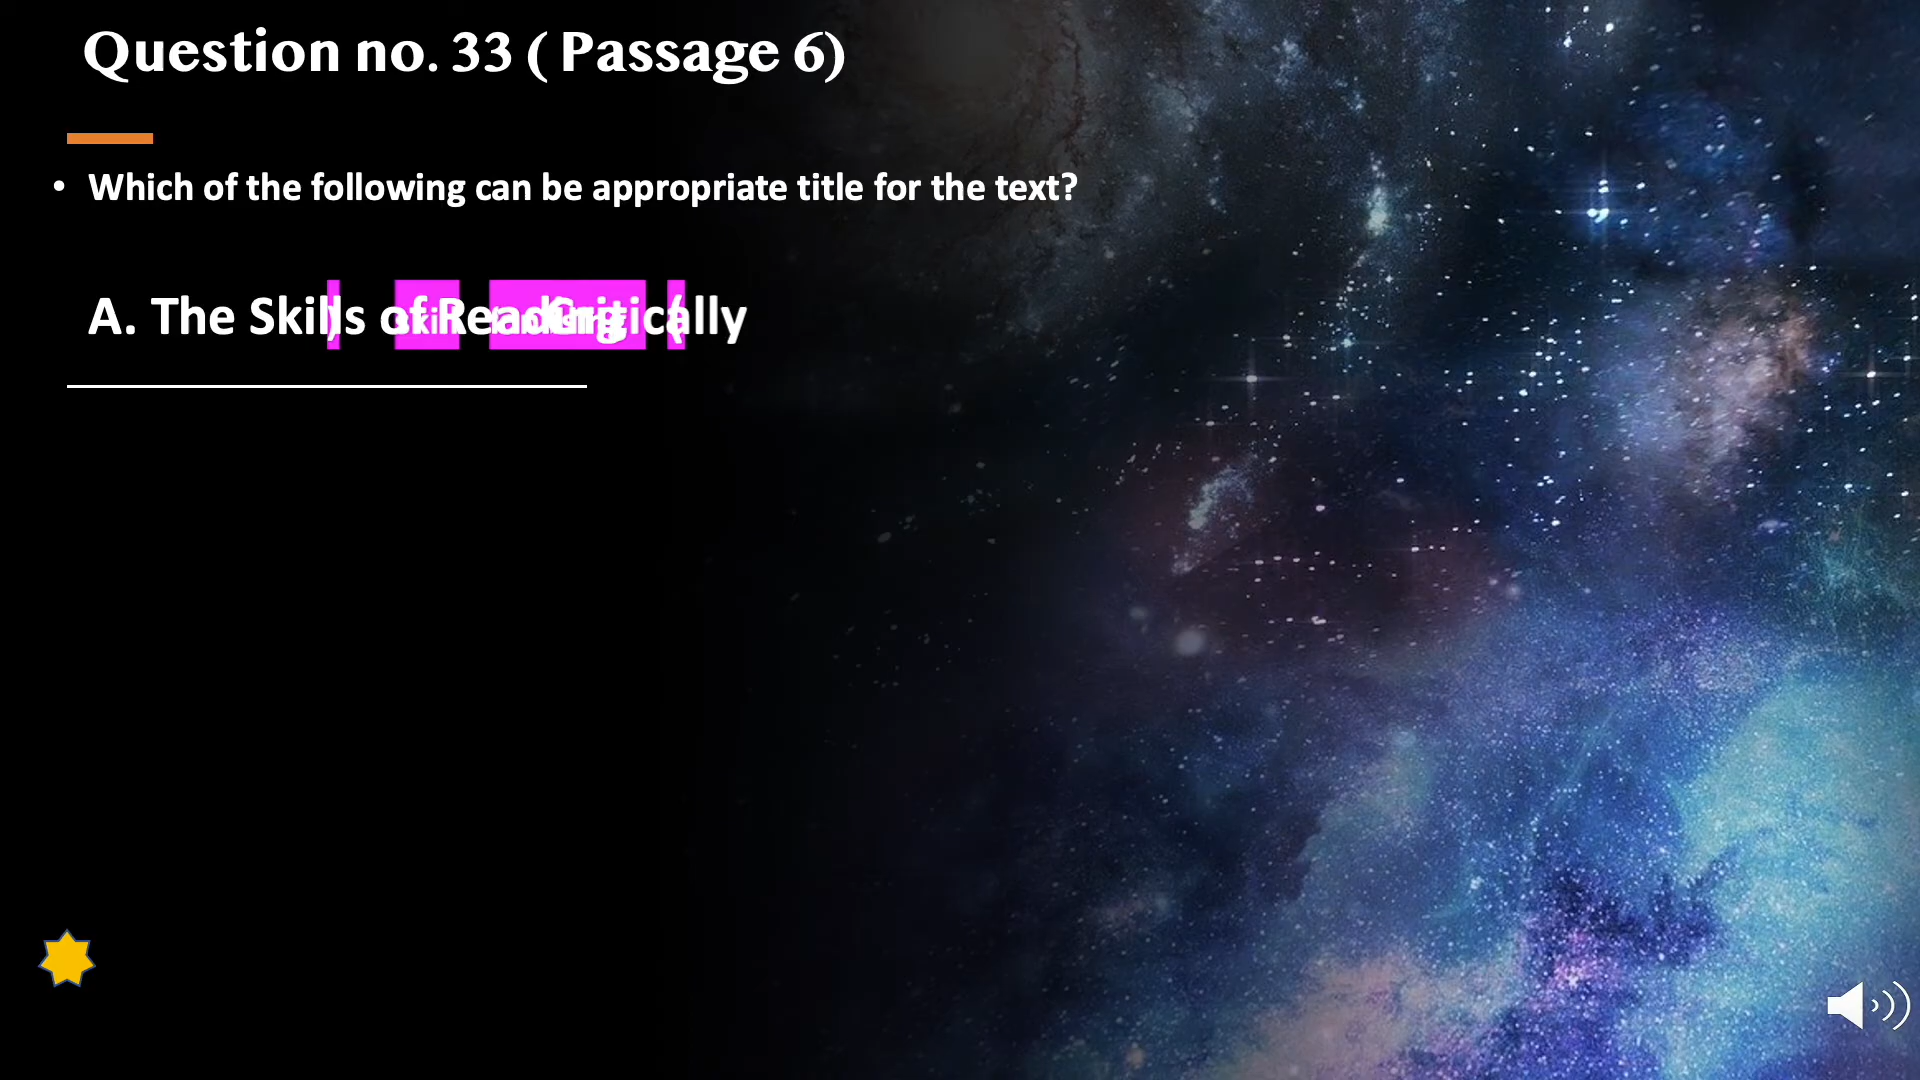 Question no. 33 ( Passage 6)
• Which of the following can be appropriate title for the text?
A. The Skills of Reading Critically